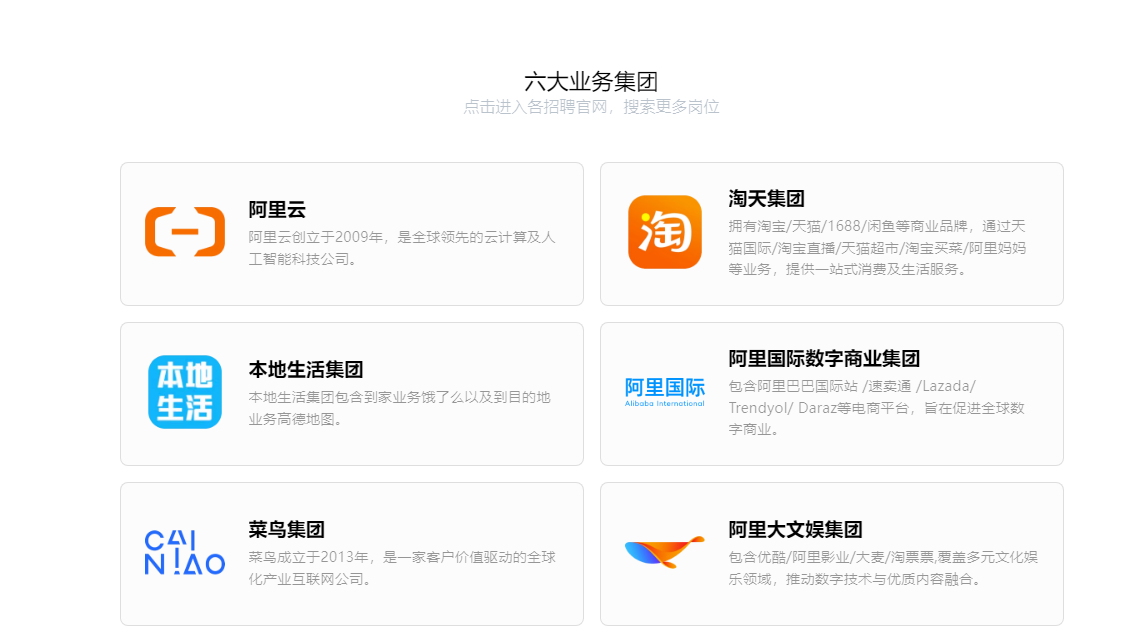 六大业务集团
点击进入各招聘官网，搜索更多岗位
阿里云
阿里云创立于2009年，是全球领先的云计算及人
工智能科技公司。
淘
淘天集团
拥有淘宝/天猫/1688/闲鱼等商业品牌，通过天
猫国际/淘宝直播/天猫超市/淘宝买菜/阿里妈妈
等业务，提供一站式消费及生活服务。
本地
生活
本地生活集团
本地生活集团包含到家业务饿了么以及到目的地
业务高德地图。
阿里国际
Alibaba International
阿里国际数字商业集团
包含阿里巴巴国际站 /速卖通 /Lazada/
Trendyol/ Daraz等电商平台，旨在促进全球数
字商业。
CAI
NIAO
菜鸟集团
菜鸟成立于2013年，是一家客户价值驱动的全球
化产业互联网公司。
阿里大文娱集团
包含优酷/阿里影业/大麦/淘票票,覆盖多元文化娱
乐领域，推动数字技术与优质内容融合。